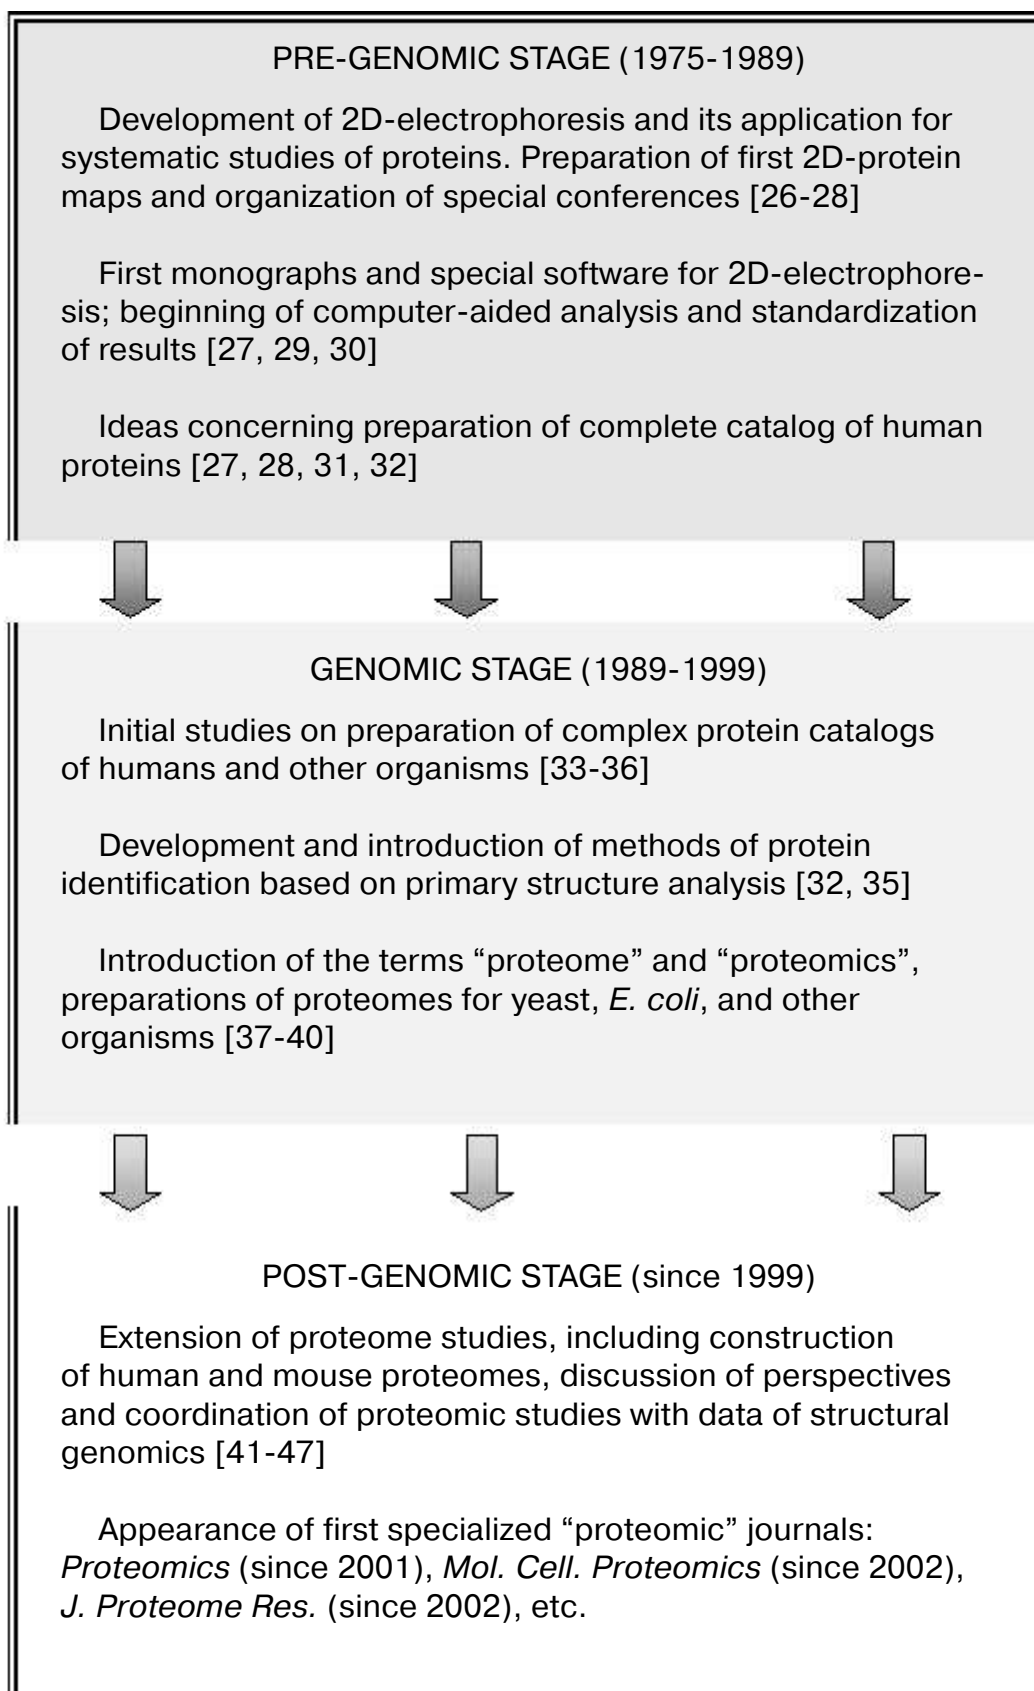 PRE-GENOMIC STAGE (1975-1989)
Development of 2D-electrophoresis and its application for
systematic studies of proteins. Preparation of first 2D-protein
maps and organization of special conferences [26-28]
First monographs and special software for 2D-electrophore-
sis; beginning of computer-aided analysis and standardization
of results [27, 29, 30]
Ideas concerning preparation of complete catalog of human
proteins [27, 28, 31, 32]
GENOMIC STAGE (1989-1999)
Initial studies on preparation of complex protein catalogs
of humans and other organisms [33-36]
Development and introduction of methods of protein
identification based on primary structure analysis [32, 35]
Introduction of the terms “proteome” and “proteomics”,
preparations of proteomes for yeast, E. coli, and other
organisms [37-40]
POST-GENOMIC STAGE (since 1999)
Extension of proteome studies, including construction
of human and mouse proteomes, discussion of perspectives
and coordination of proteomic studies with data of structural
genomics [41-47]
Appearance of first specialized “proteomic” journals:
Proteomics (since 2001), Mol. Cell. Proteomics (since 2002),
J. Proteome Res. (since 2002), etc.